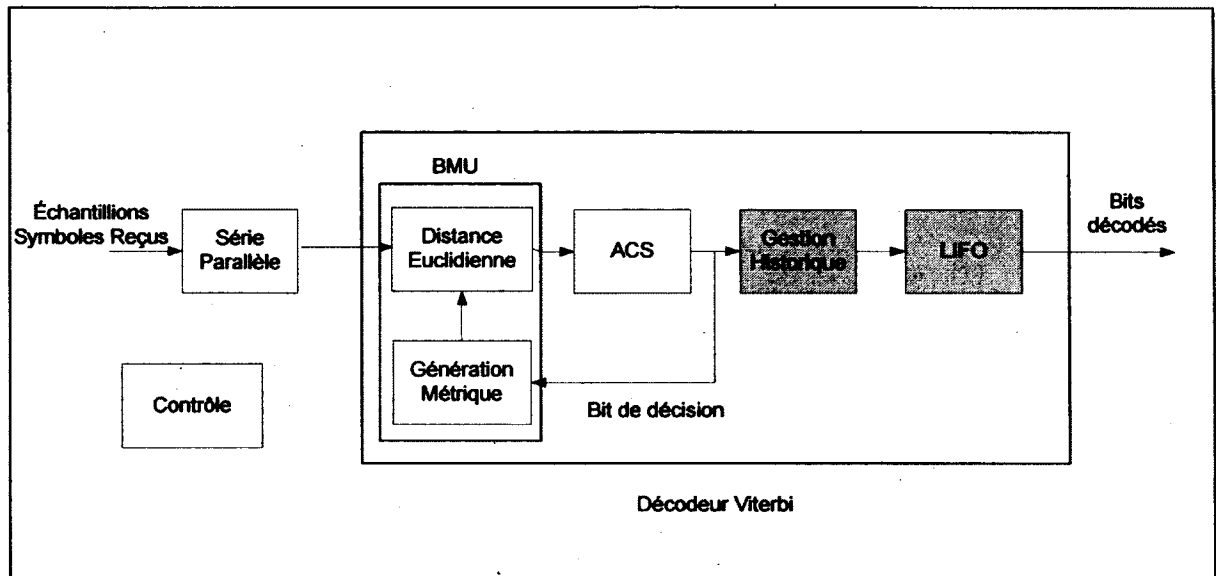 BMU
Échantillions
Symboles Reçus
Série
Parallèle
Distance
Euclidienne
ACS
Gestion
Historique
LIFO
Bits
décodés
Génération
Métrique
Contrôle
Bit de décision
Décodeur Viterbi